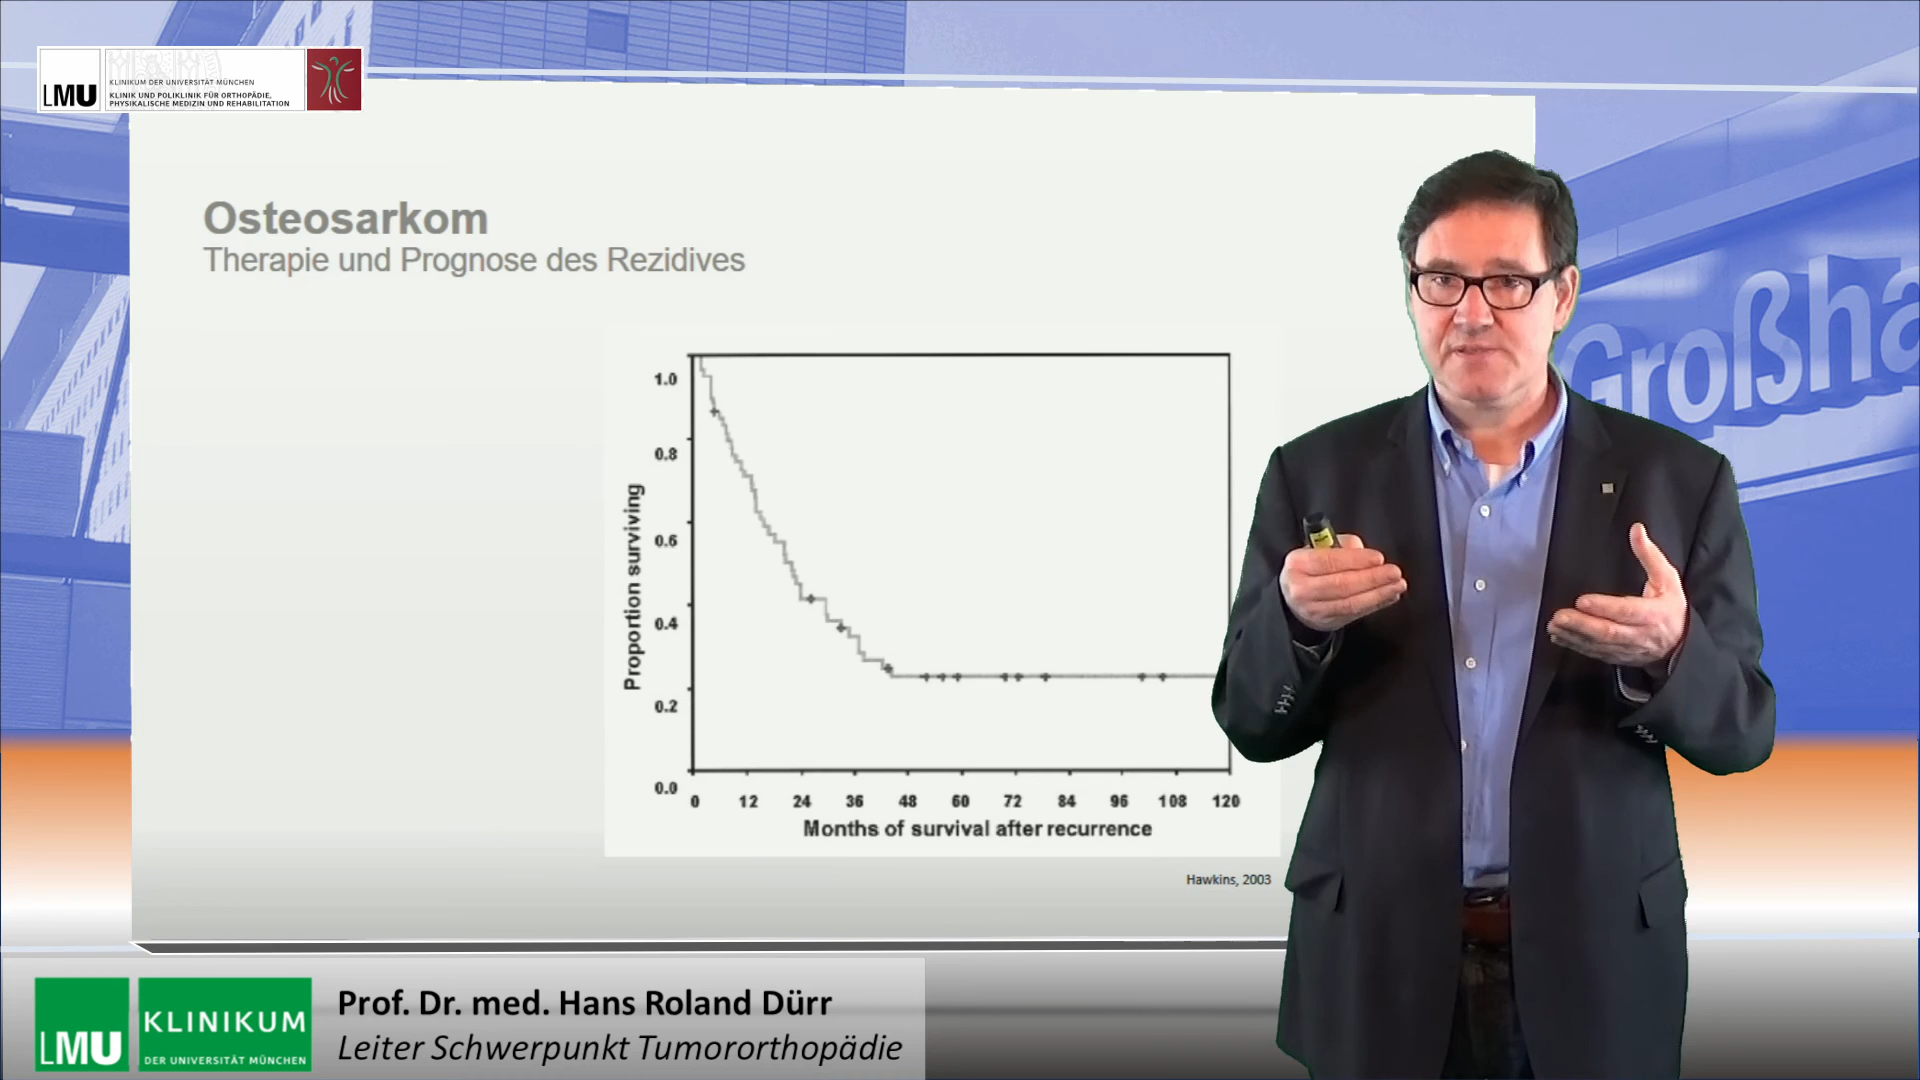 LMU
KLINIKUM DER UNIVERSITÄT MÜNCHEN
KLINIK UND POLIKLINIK FÜR ORTHOPÄDIE,
PHYSIKALISCHE MEDIZIN UND REHABILITATION
Osteosarkom
Therapie und Prognose des Rezidives
Großha
Proportion surviving
1.0
0.8
0.6
0.4
0.2
0.0
0 12 24 36 48 60 72 84 96 108 120
Months of survival after recurrence
Hawkins, 2003
LMU
KLINIKUM
DER UNIVERSITÄT MÜNCHEN
Prof. Dr. med. Hans Roland Dürr
Leiter Schwerpunkt Tumororthopädie